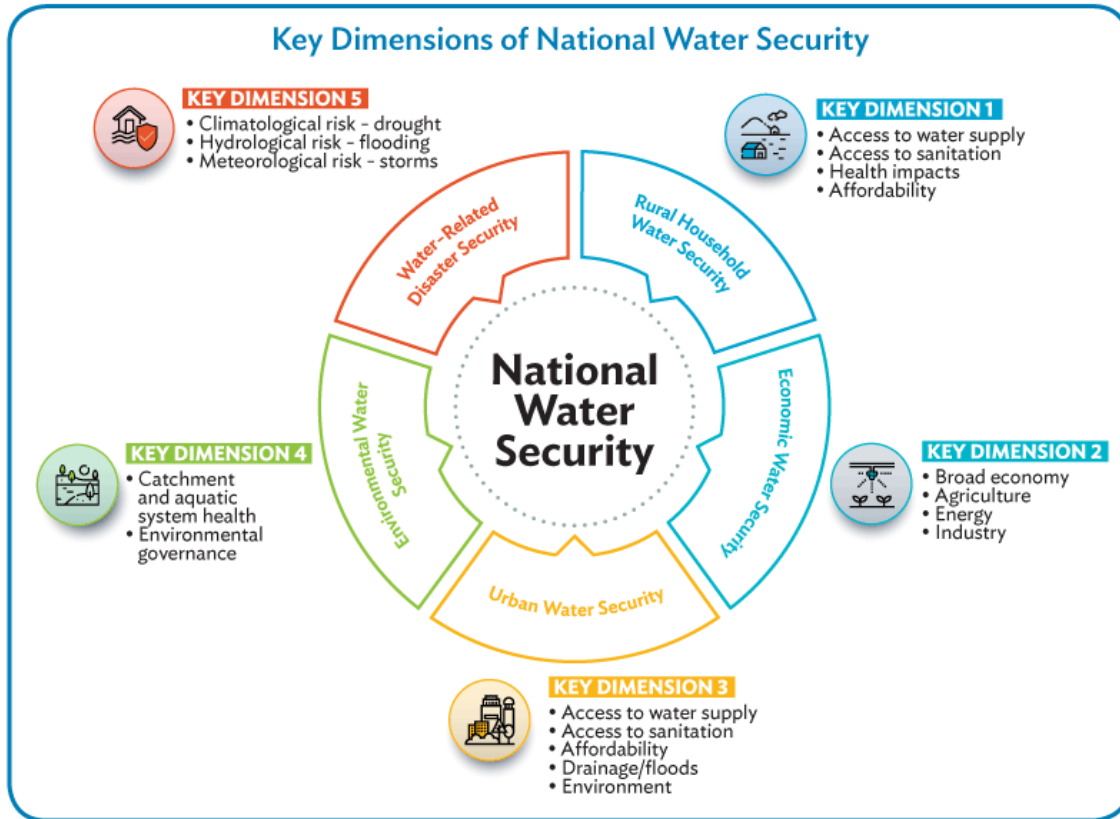 Key Dimensions of National Water Security
KEY DIMENSION 5
• Climatological risk – drought
• Hydrological risk – flooding
• Meteorological risk – storms
KEY DIMENSION 1
• Access to water supply
• Access to sanitation
• Health impacts
• Affordability
Water-Related
Disaster Security
Rural Household
Water Security
National
Water
Security
Environmental Water
Security
Economic Water Security
KEY DIMENSION 4
• Catchment
and aquatic
system health
• Environmental
governance
KEY DIMENSION 2
• Broad economy
• Agriculture
• Energy
• Industry
Urban Water Security
KEY DIMENSION 3
• Access to water supply
• Access to sanitation
• Affordability
• Drainage/floods
• Environment